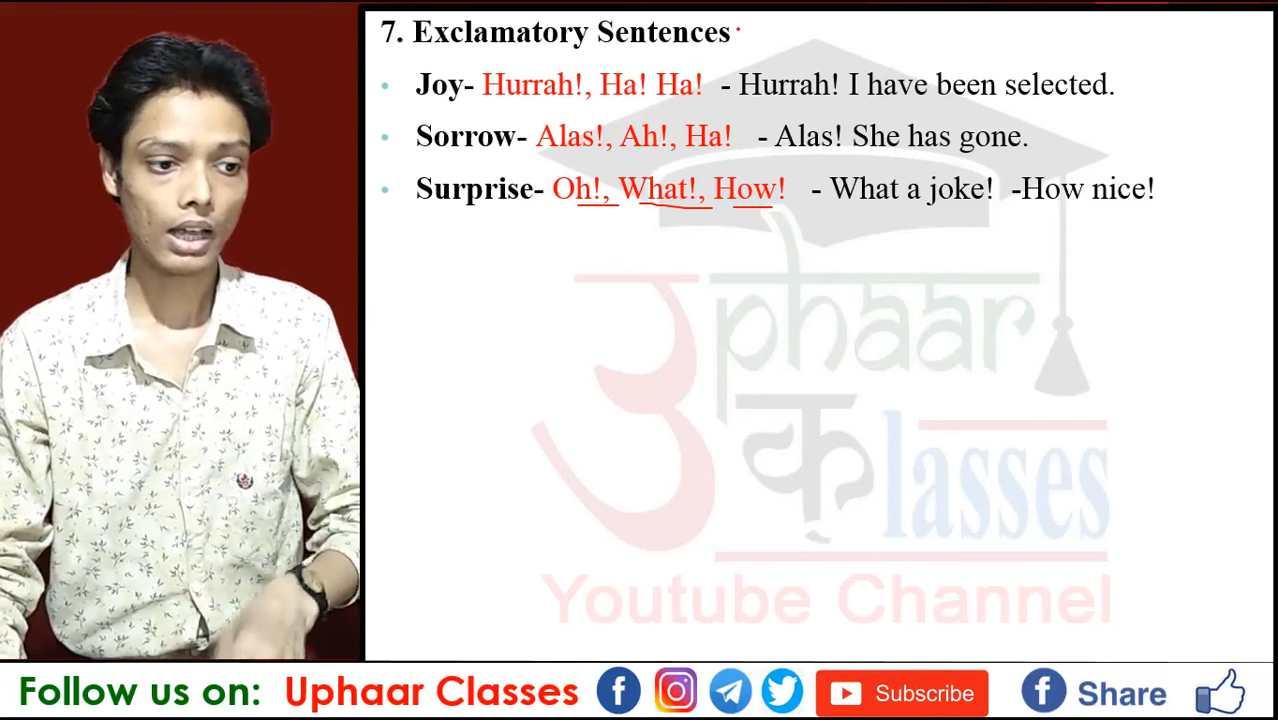 7. Exclamatory Sentences
• Joy- Hurrah!, Ha! Ha! - Hurrah! I have been selected.
• Sorrow- Alas!, Ah!, Ha! - Alas! She has gone.
• Surprise- Oh!, What!, How! - What a joke! -How nice!
उphaar
कlasses
Youtube Channel
Follow us on: Uphaar Classes Subscribe Share